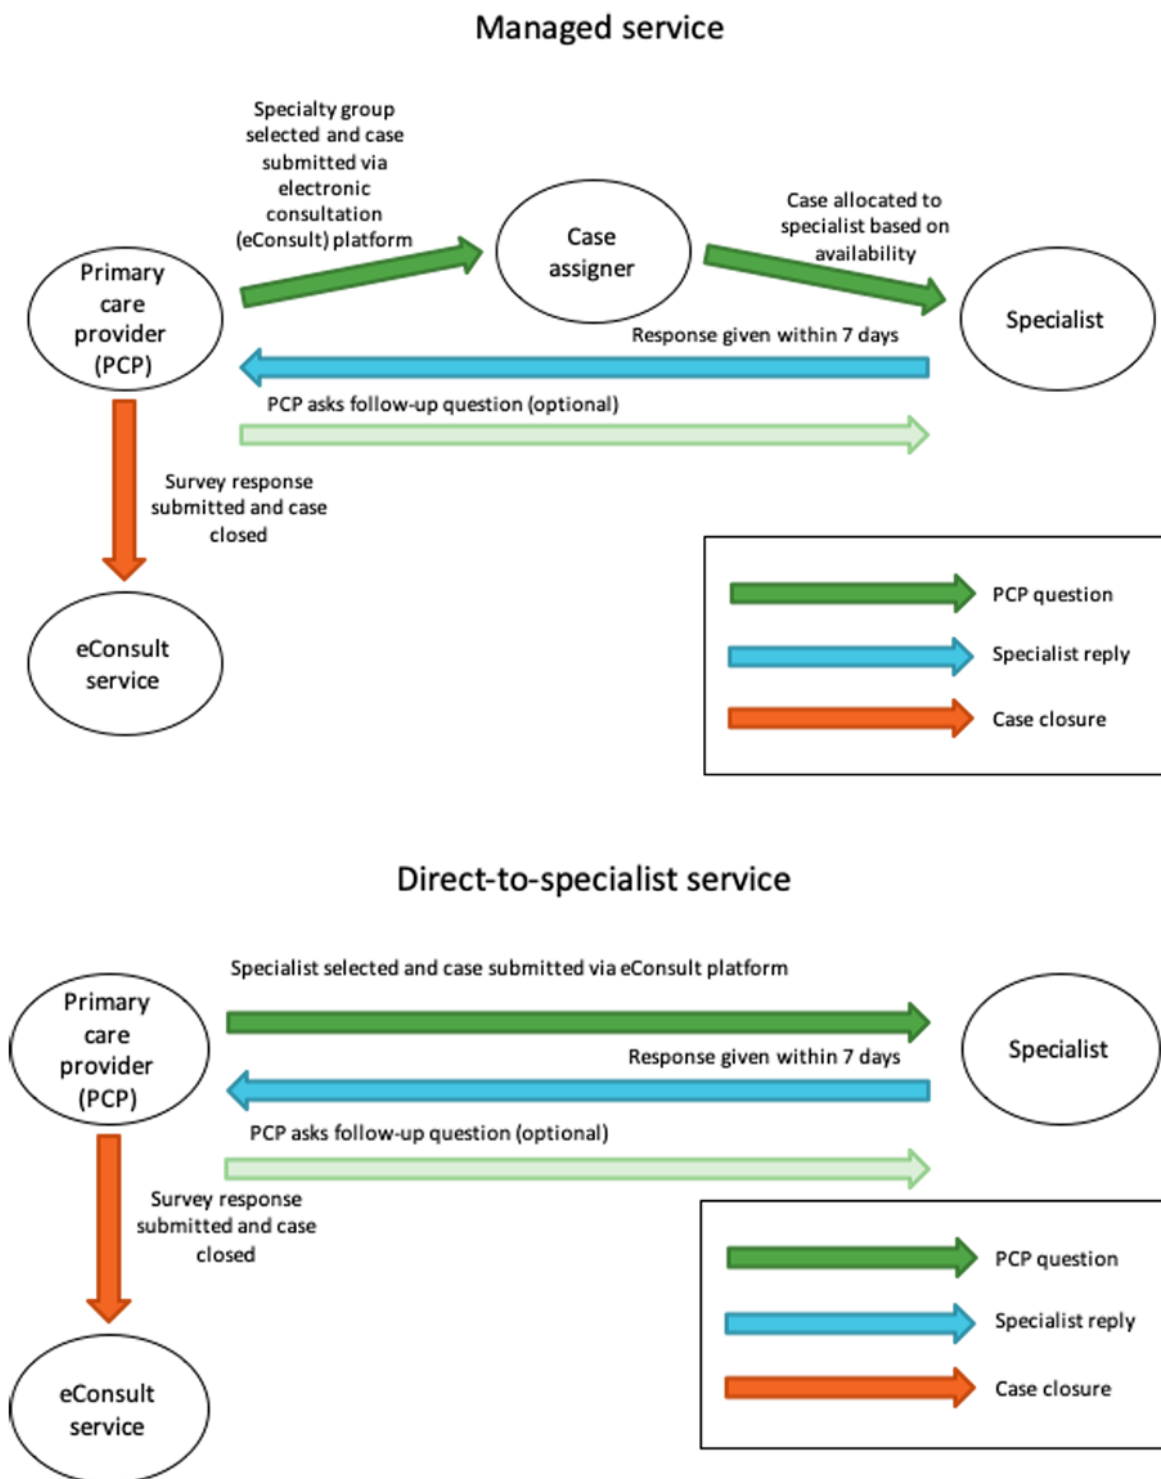 Managed service
Specialty group
selected and case
submitted via
electronic
consultation
(eConsult) platform
Case
assigner
Case allocated to
specialist based on
availability
Primary
care
provider
(PCP)
Specialist
Response given within 7 days
PCP asks follow-up question (optional)
Survey response
submitted and case
closed
eConsult
service
PCP question
Specialist reply
Case closure
Direct-to-specialist service
Specialist selected and case submitted via eConsult platform
Primary
care
provider
(PCP)
Specialist
Response given within 7 days
PCP asks follow-up question (optional)
Survey response
submitted and case
closed
eConsult
service
PCP question
Specialist reply
Case closure